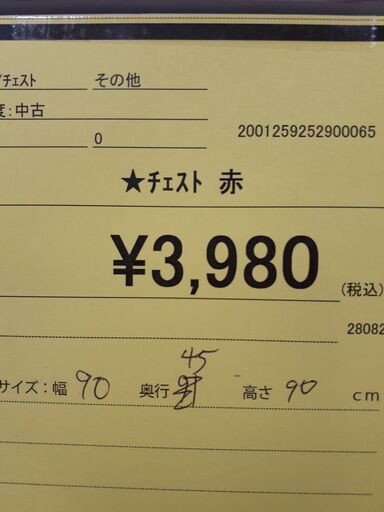 /チェスト その他
度:中古
0 2001259252900065
★チェスト 赤
¥3,980
(税込)
28082
45
サイズ:幅 90 奥行 高さ 90 cm